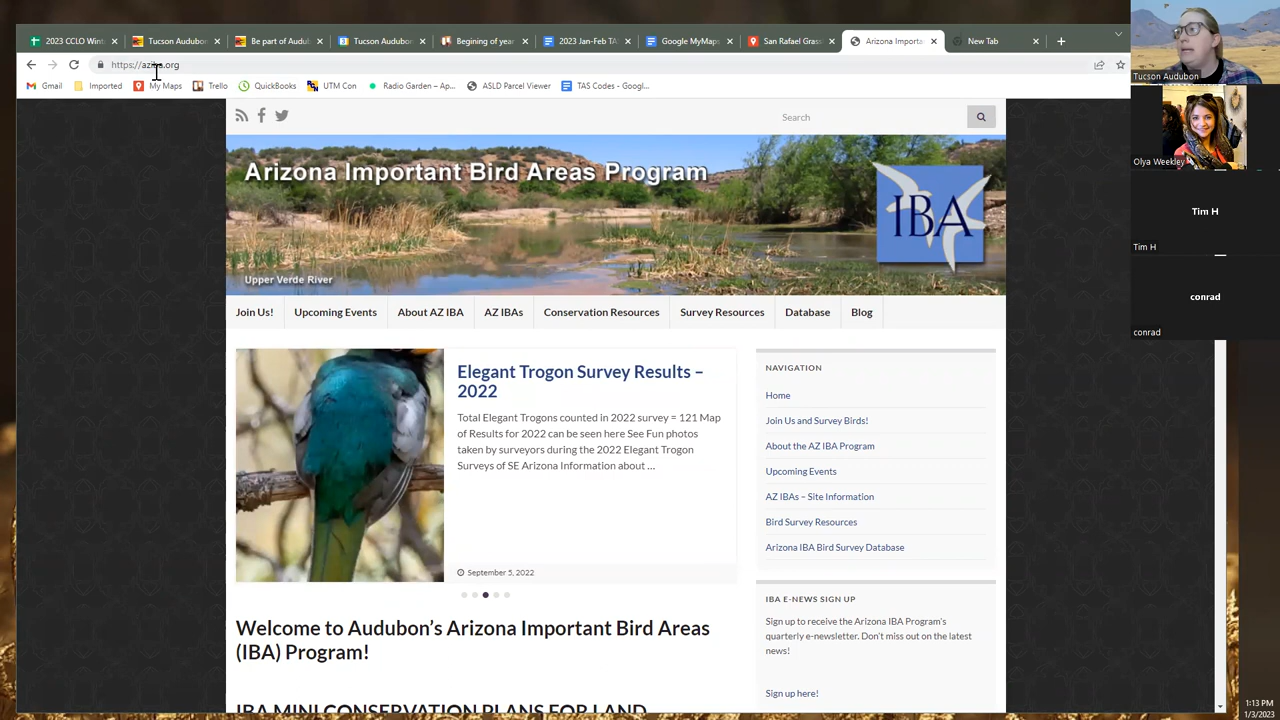 2023 CCLO Wint
Tucson Audubon
Be part of Audu
Tucson Audubon
Begining of year
2023 Jan-Feb TA
Google MyMaps
San Rafael Grass
Arizona Importa
New Tab
Gmail
Imported
My Maps
Trello
QuickBooks
UTM Con
Radio Garden – Ap...
ASLD Parcel Viewer
TAS Codes - Googl...
Search
Arizona Important Bird Areas Program
IBA
Upper Verde River
Join Us!
Upcoming Events
About AZ IBA
AZ IBAs
Conservation Resources
Survey Resources
Database
Blog
Elegant Trogon Survey Results –
2022
Total Elegant Trogons counted in 2022 survey = 121 Map
of Results for 2022 can be seen here See Fun photos
taken by surveyors during the 2022 Elegant Trogon
Surveys of SE Arizona Information about ...
September 5, 2022
Welcome to Audubon's Arizona Important Bird Areas
(IBA) Program!
IBA MINI CONSERVATION PLANS FOR LAND
NAVIGATION
Home
Join Us and Survey Birds!
About the AZ IBA Program
Upcoming Events
AZ IBAs – Site Information
Bird Survey Resources
Arizona IBA Bird Survey Database
IBA E-NEWS SIGN UP
Sign up to receive the Arizona IBA Program's
quarterly e-newsletter. Don't miss out on the latest
news!
Sign up here!
Tucson Audubon
Olya Weekley
Tim H
Tim H
conrad
conrad
1:13 PM
1/3/2023